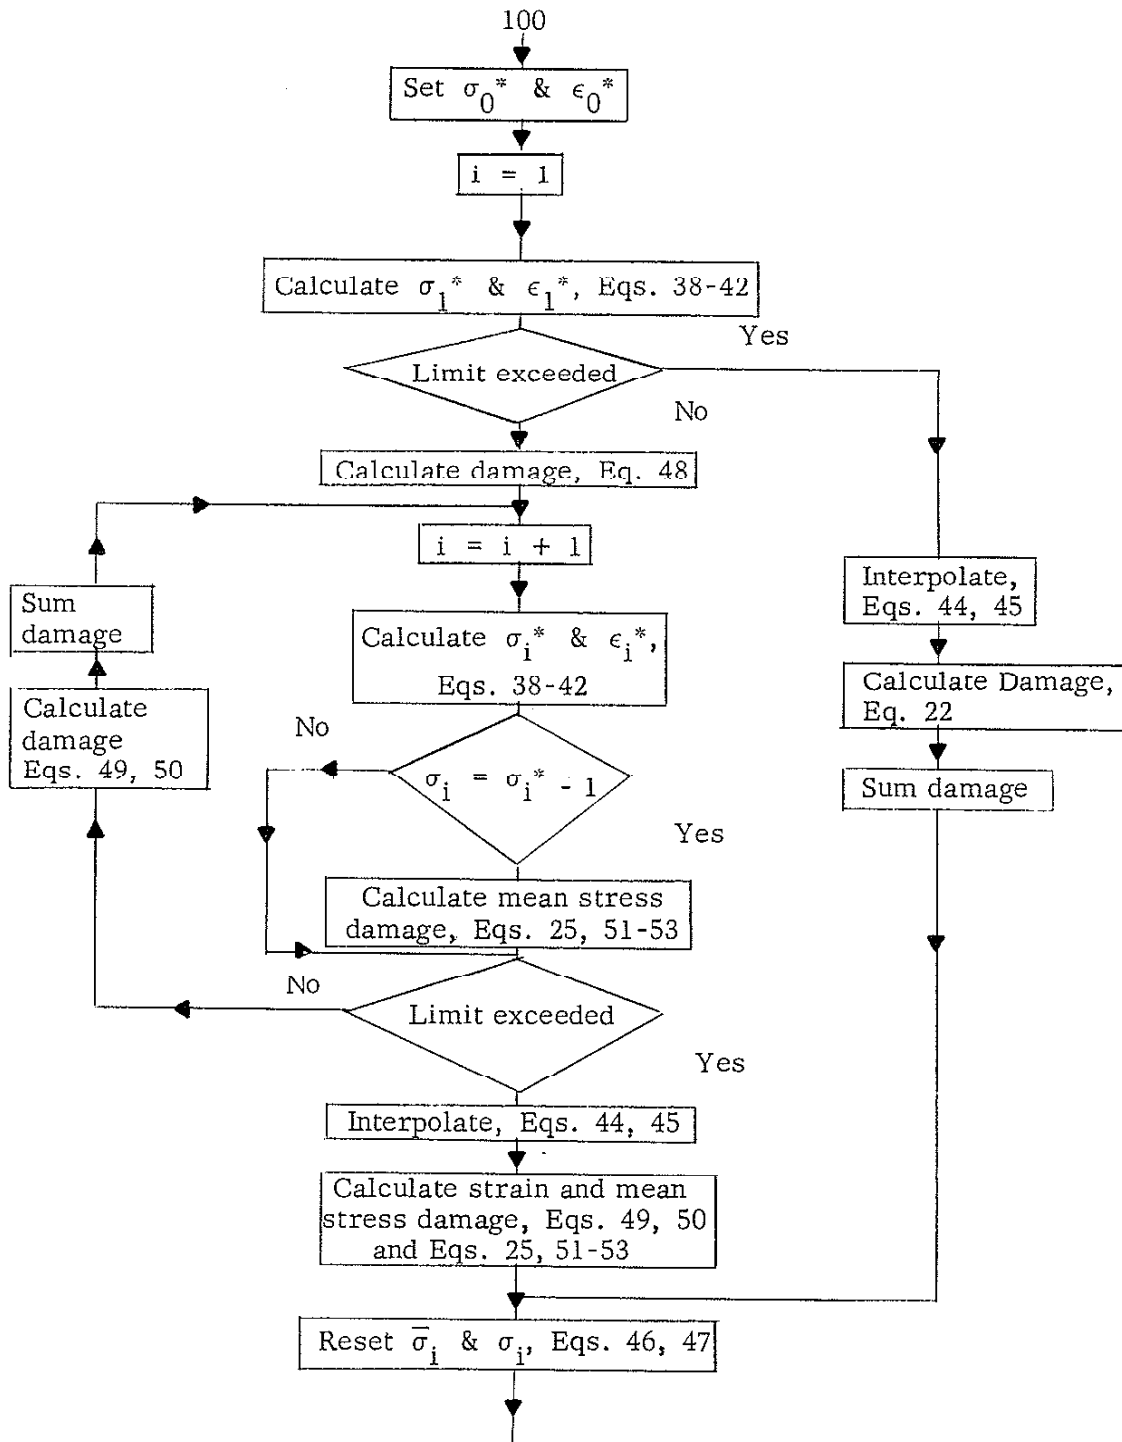 100
Set σ₀* & ϵ₀*
i = 1
Calculate σ₁* & ϵ₁*, Eqs. 38-42
Yes
Limit exceeded
No
Calculate damage, Eq. 48
i = i + 1
Interpolate,
Eqs. 44, 45
Sum
damage
Calculate σᵢ* & ϵᵢ*,
Eqs. 38-42
Calculate Damage,
Eq. 22
Calculate
damage
Eqs. 49, 50
No
σᵢ = σᵢ* - 1
Sum damage
Yes
Calculate mean stress
damage, Eqs. 25, 51-53
No
Limit exceeded
Yes
Interpolate, Eqs. 44, 45
Calculate strain and mean
stress damage, Eqs. 49, 50
and Eqs. 25, 51-53
Reset σ̅ᵢ & σᵢ, Eqs. 46, 47